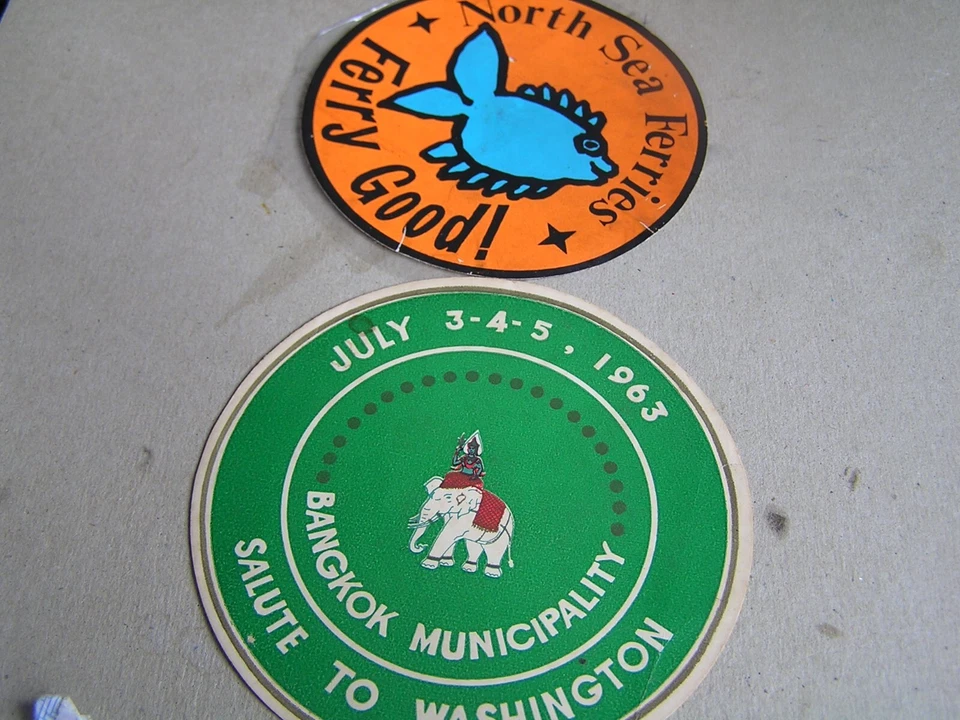 North Sea Ferries
Ferry Good!
JULY 3-4-5, 1963
BANGKOK MUNICIPALITY
SALUTE TO WASHINGTON